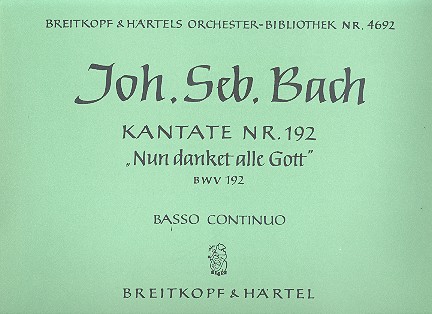 BREITKOPF & HÄRTELS ORCHESTER-BIBLIOTHEK NR. 4692
Joh. Seb. Bach
KANTATE NR. 192
„Nun danket alle Gott”
BWV 192
BASSO CONTINUO
BREITKOPF & HÄRTEL